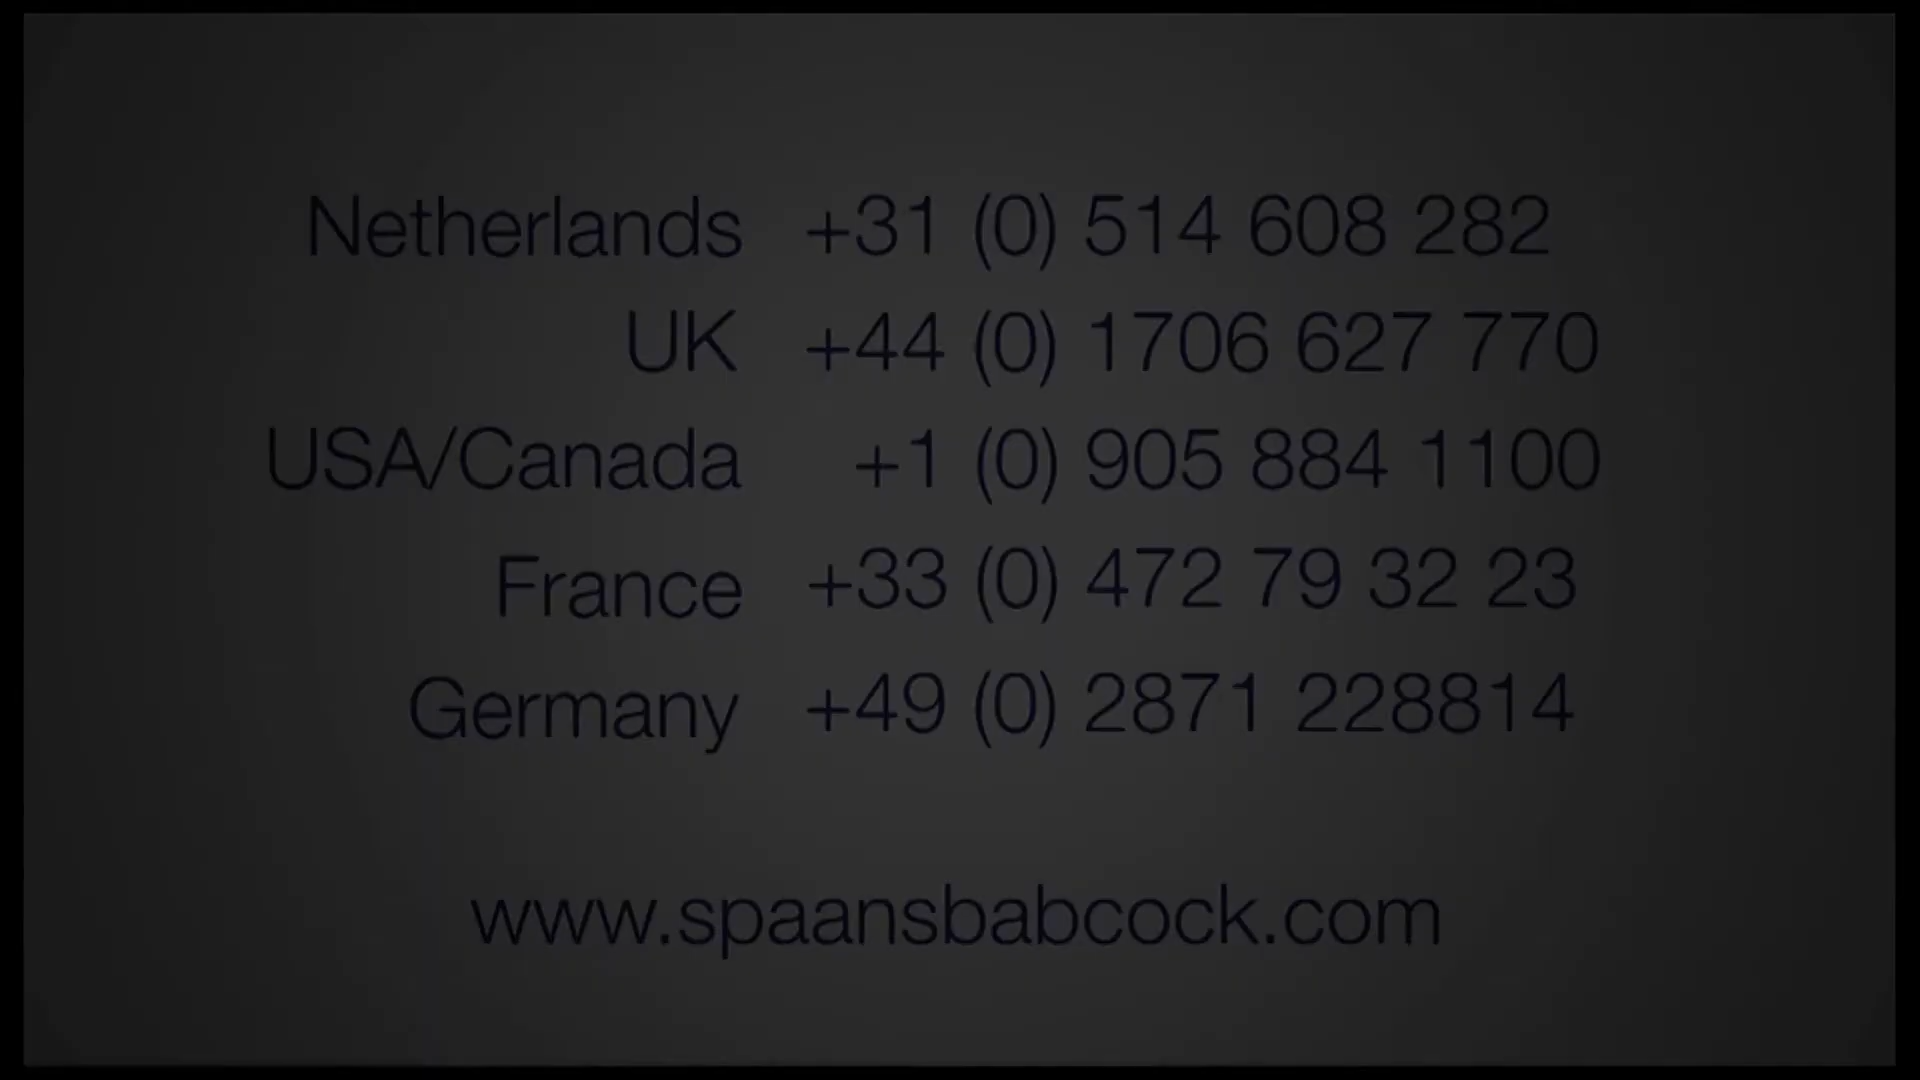 Netherlands +31 (0) 514 608 282
UK +44 (0) 1706 627 770
USA/Canada +1 (0) 905 884 1100
France +33 (0) 472 79 32 23
Germany +49 (0) 2871 228814
www.spaansbabcock.com